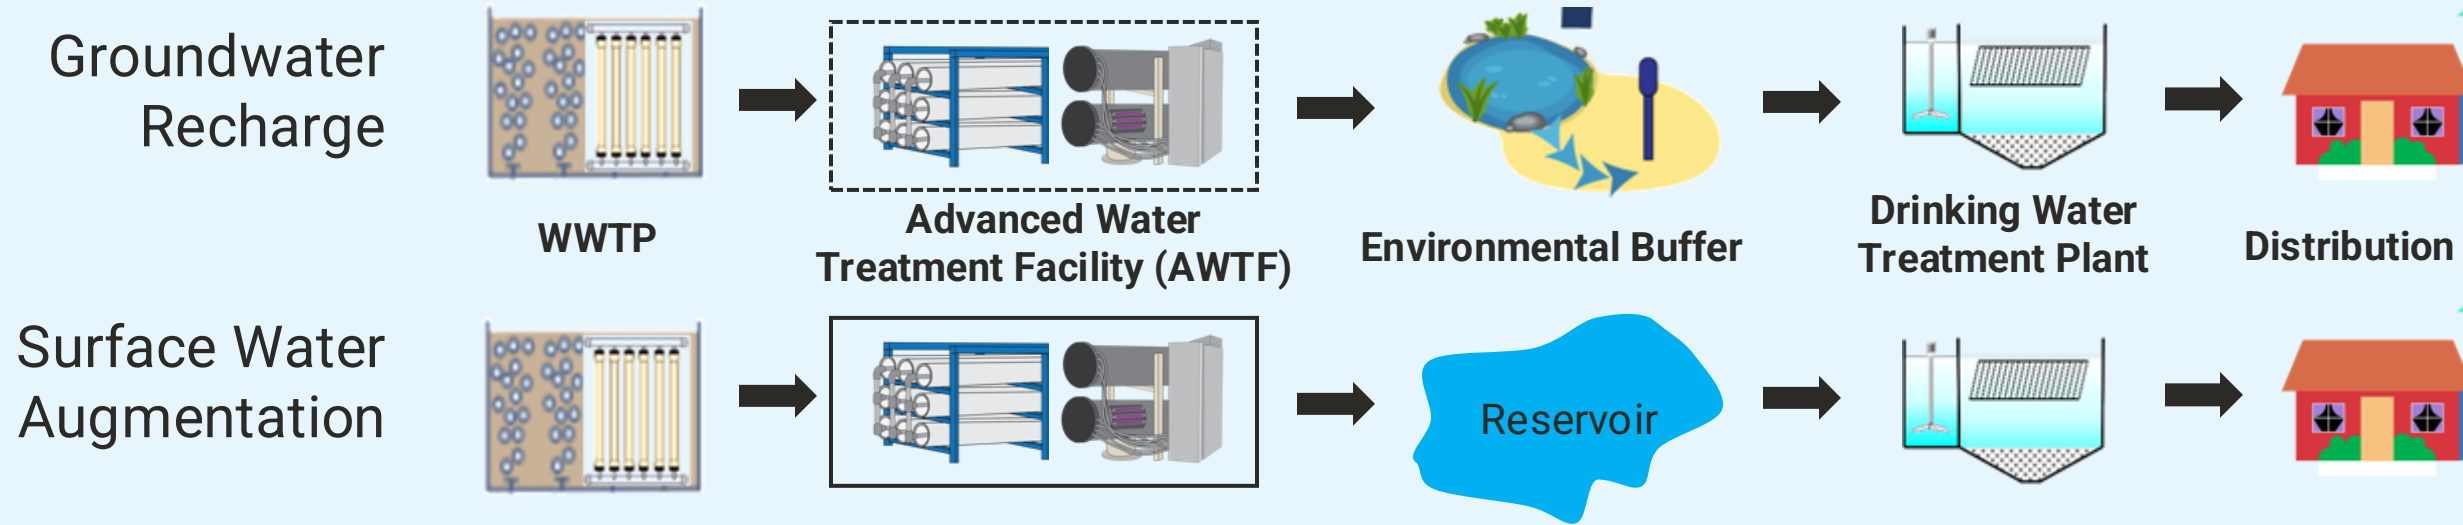 Groundwater
Recharge
WWTP
Advanced Water
Treatment Facility (AWTF)
Environmental Buffer
Drinking Water
Treatment Plant
Distribution
Surface Water
Augmentation
Reservoir